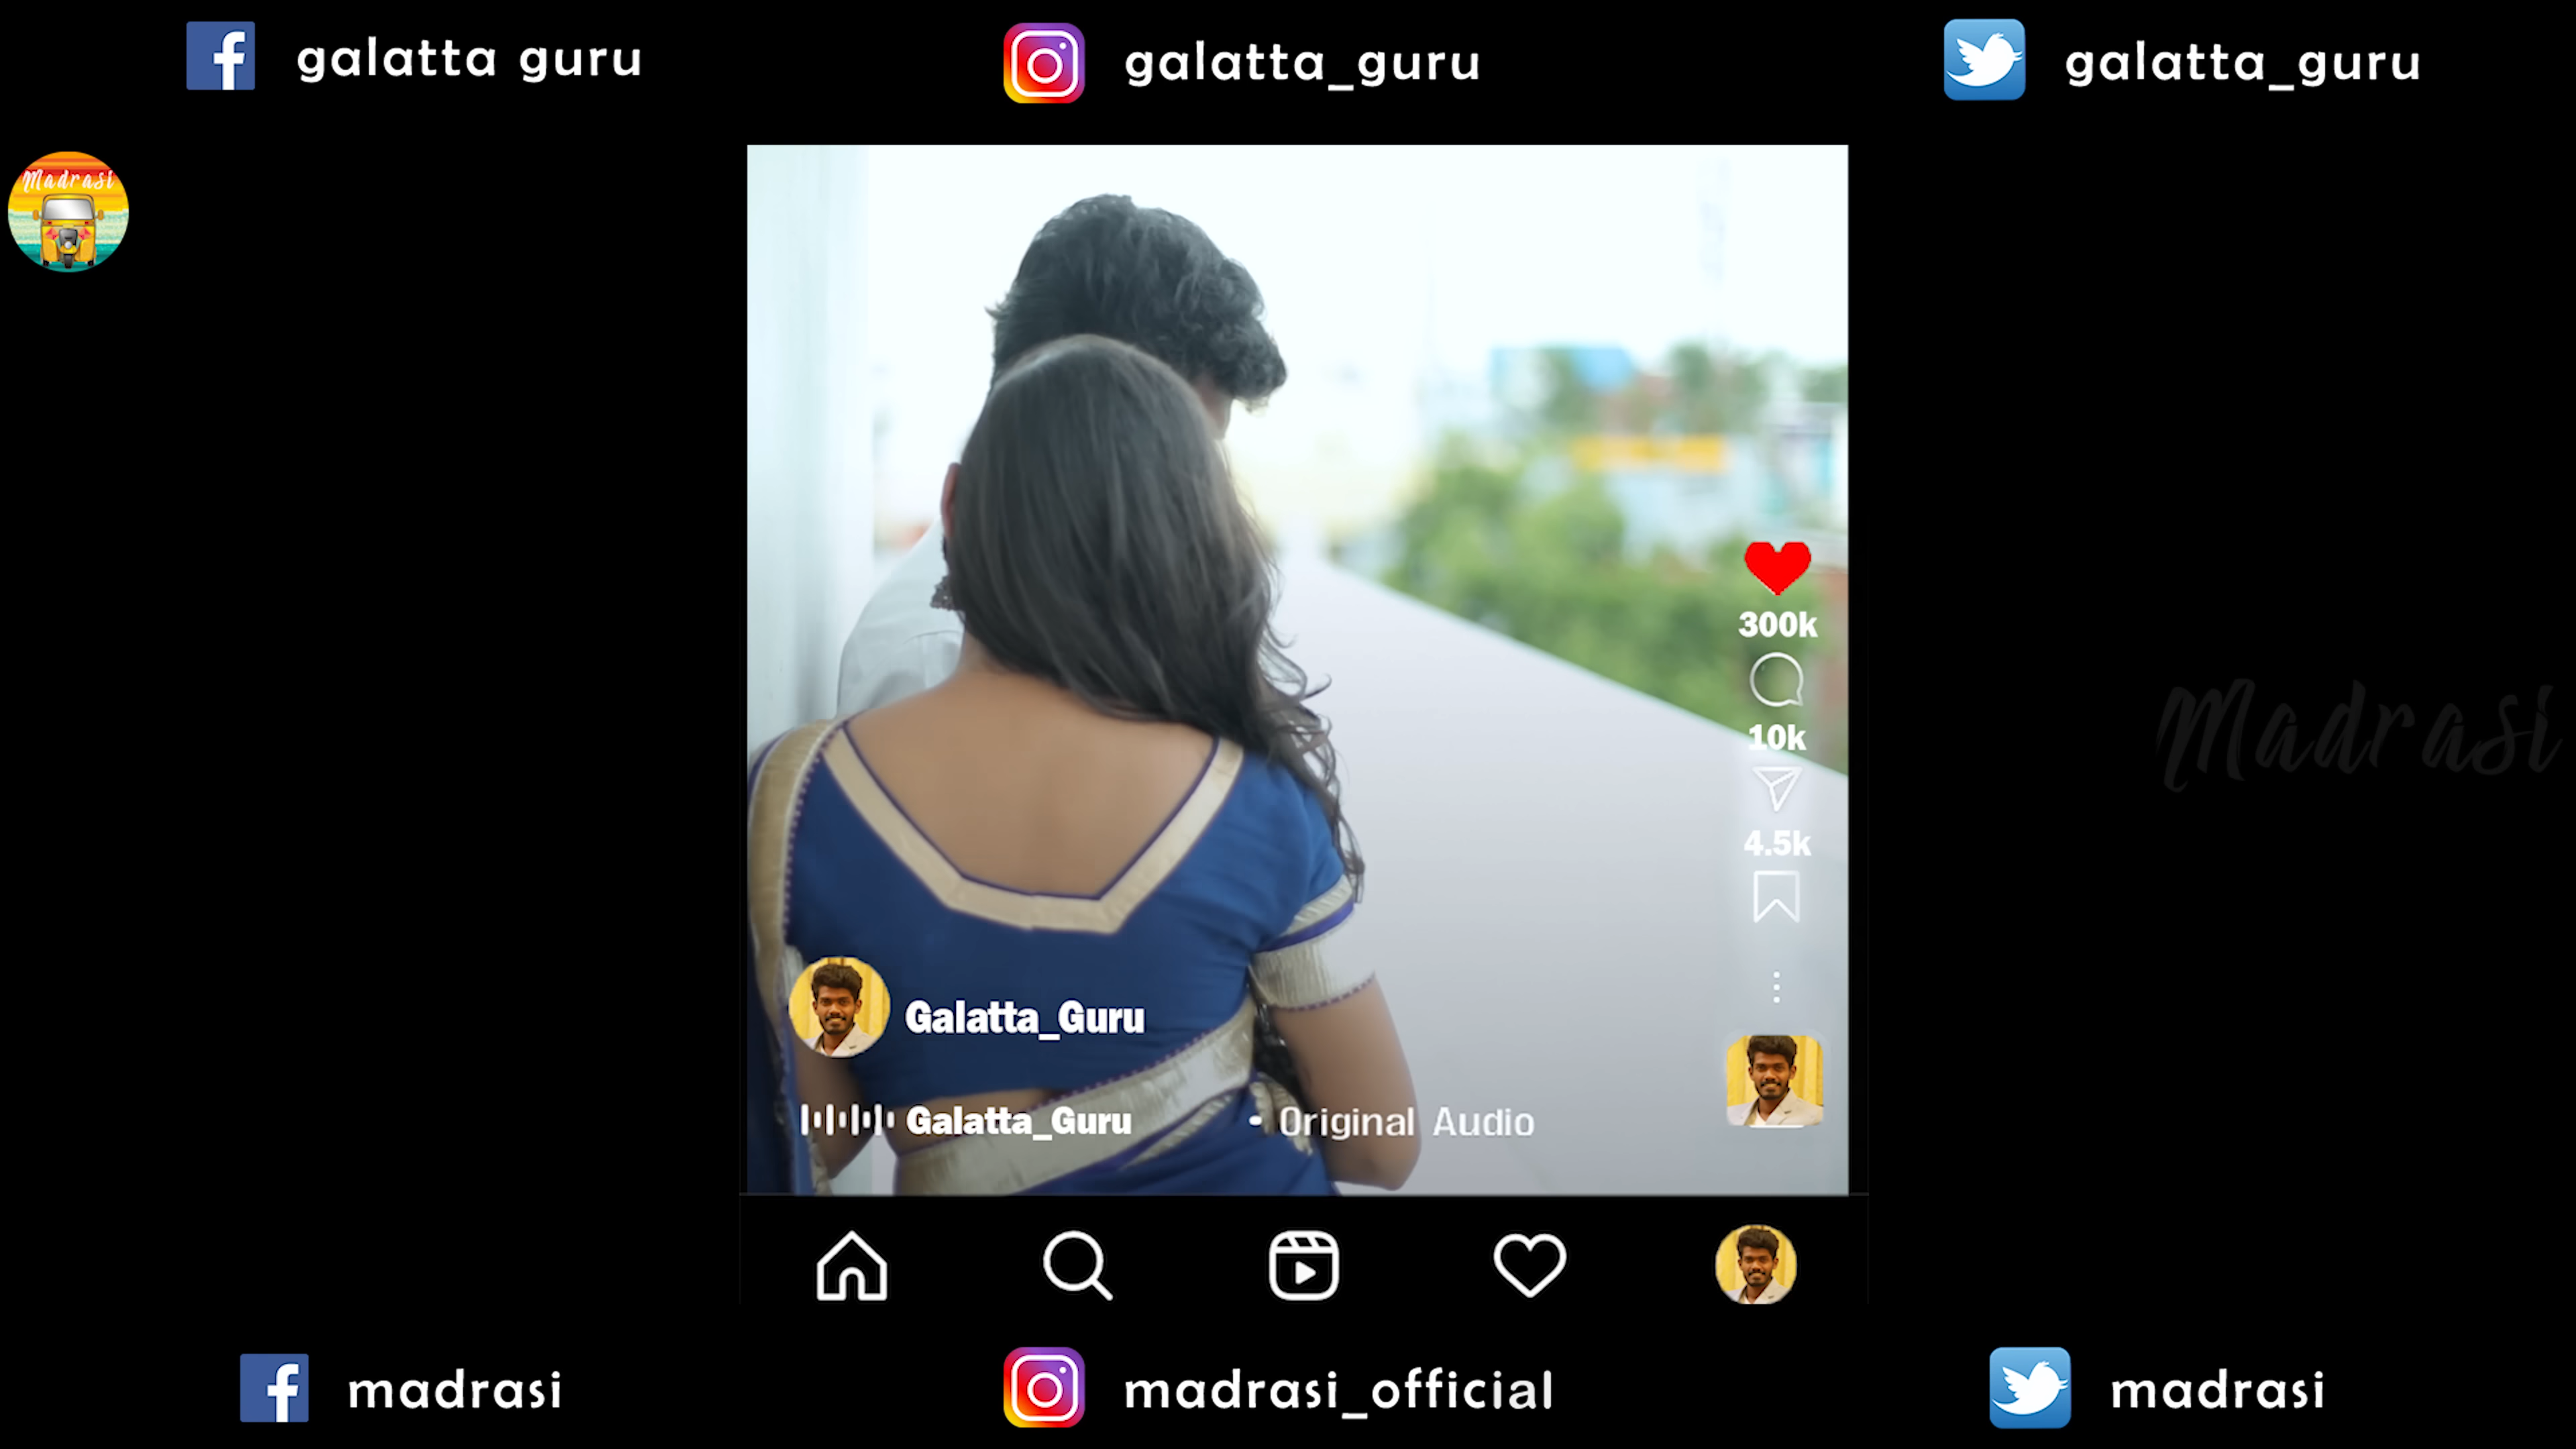 galatta guru
galatta_guru
galatta_guru
Madrasi
300k
10k
Madrasi
4.5k
Galatta_Guru
Galatta_Guru • Original Audio
madrasi
madrasi_official
madrasi